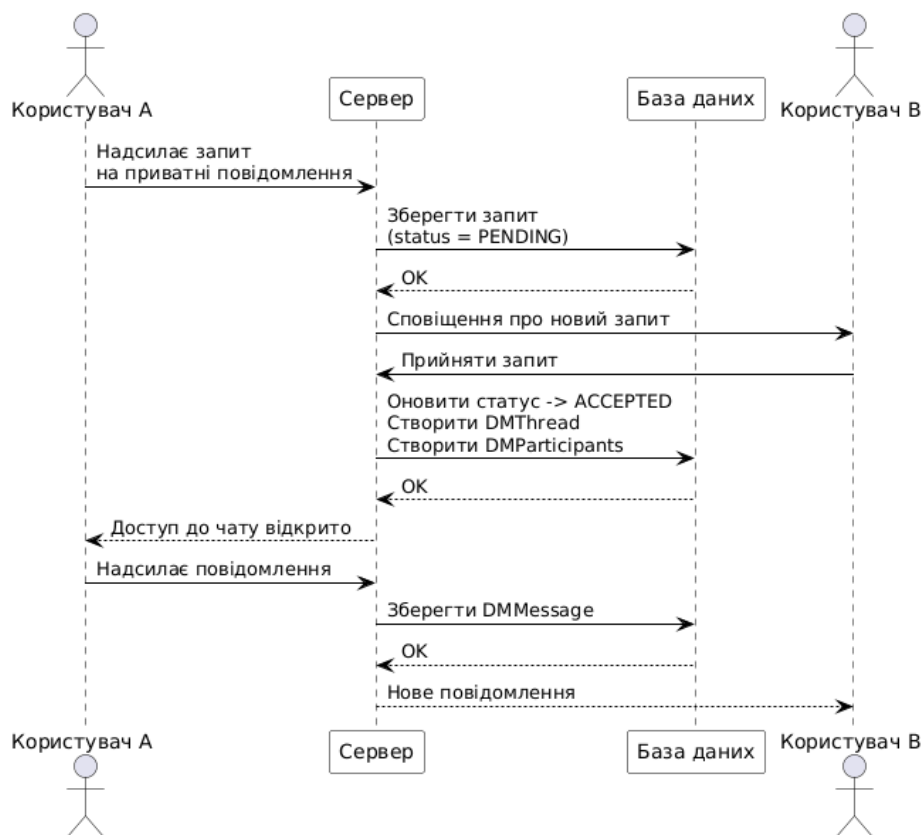 Користувач А
Сервер
База даних
Користувач В
Надсилає запит
на приватні повідомлення
Зберегти запит
(status = PENDING)
OK
Сповіщення про новий запит
Прийняти запит
Оновити статус -> ACCEPTED
Створити DMThread
Створити DMParticipants
OK
Доступ до чату відкрито
Надсилає повідомлення
Зберегти DMMessage
OK
Нове повідомлення
Користувач А
Сервер
База даних
Користувач В